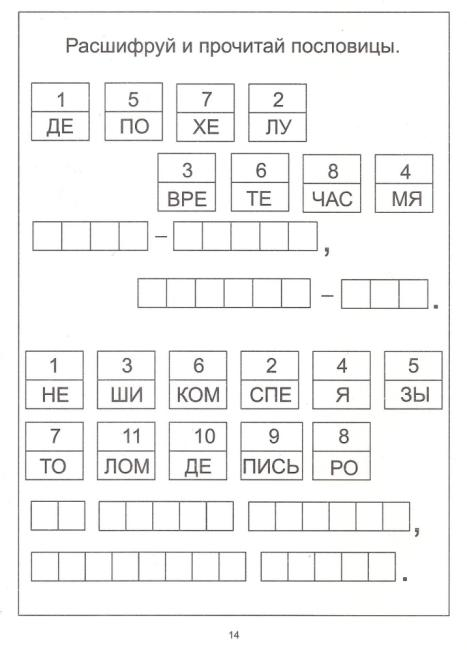 Расшифруй и прочитай пословицы.
1 5 7 2
ДЕ ПО ХЕ ЛУ
3 6 8 4
ВРЕ ТЕ ЧАС МЯ
– ,
– .
1 3 6 2 4 5
НЕ ШИ КОМ СПЕ Я ЗЫ
7 11 10 9 8
ТО ЛОМ ДЕ ПИСЬ РО
,
.
14